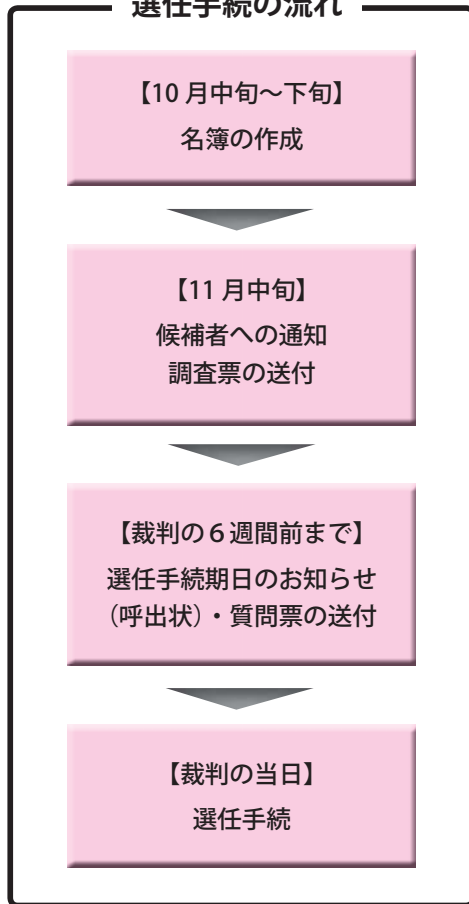 選任手続の流れ
【10月中旬～下旬】
名簿の作成
【11月中旬】
候補者への通知
調査票の送付
【裁判の６週間前まで】
選任手続期日のお知らせ
（呼出状）・質問票の送付
【裁判の当日】
選任手続